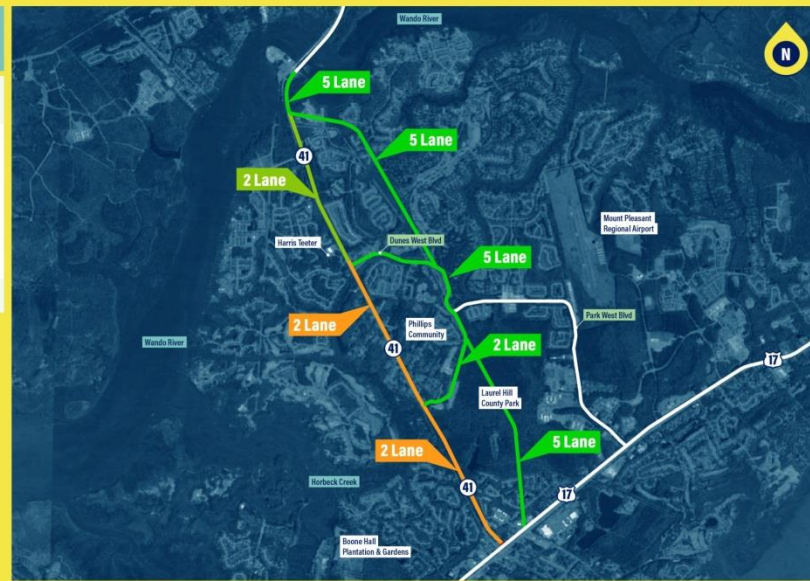 Wando River
N
5 Lane
5 Lane
41
2 Lane
Mount Pleasant
Regional Airport
Harris Teeter
Dunes West Blvd
5 Lane
2 Lane
Phillips
Community
Park West Blvd
41
2 Lane
Wando River
17
Laurel Hill
County Park
5 Lane
2 Lane
Horbeck Creek
41
17
Boone Hall
Plantation & Gardens